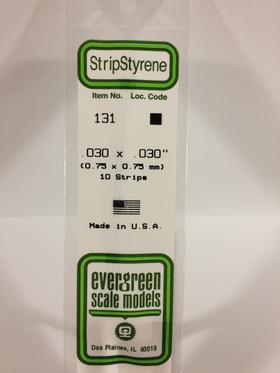 StripStyrene
Item No. Loc. Code
131
.030 x .030"
(0.75 x 0.75 mm)
10 Strips
Made in U.S.A.
evergreen
scale models
Des Plaines, IL 60018